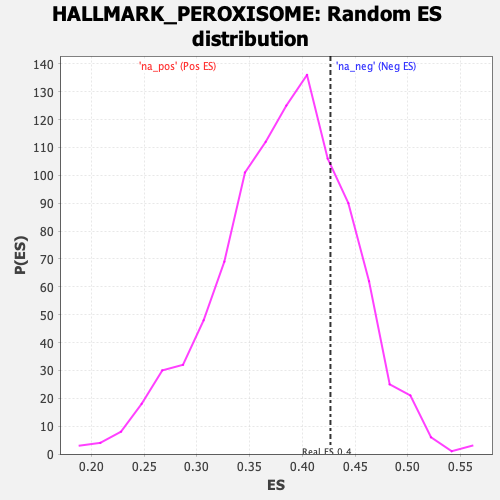 HALLMARK_PEROXISOME: Random ES
distribution
'na_pos' (Pos ES)
'na_neg' (Neg ES)
P(ES)
140
130
120
110
100
90
80
70
60
50
40
30
20
10
0
Real ES 0.4
0.20 0.25 0.30 0.35 0.40 0.45 0.50 0.55
ES